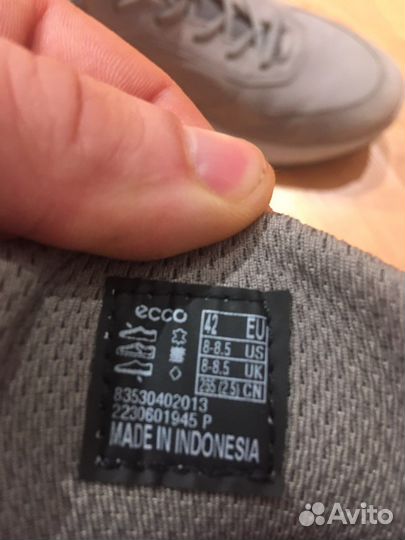 ecco
42 EU
8-8.5 US
8-8.5 UK
265 (2.5) CN
83530402013
2230601945 P
MADE IN INDONESIA
Avito